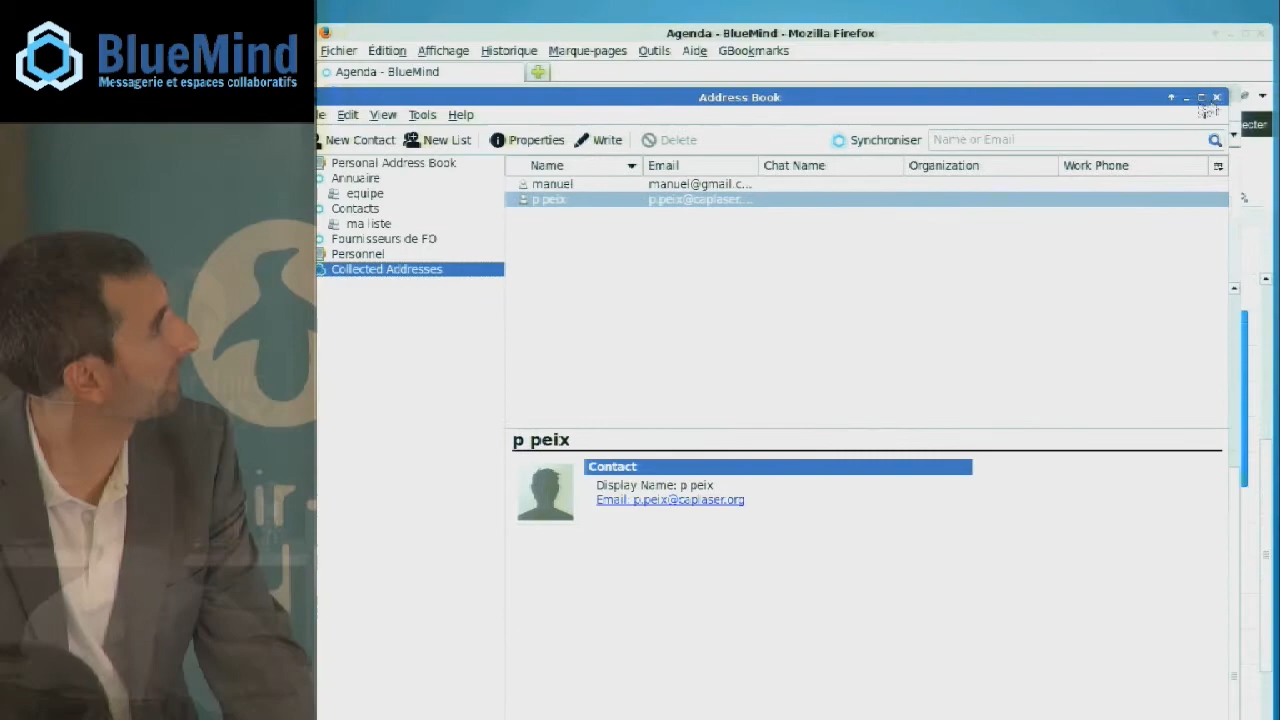 BlueMind
Messagerie et espaces collaboratifs
Agenda - BlueMind - Mozilla Firefox
Fichier Édition Affichage Historique Marque-pages Outils Aide GBookmarks
Agenda - BlueMind
Address Book
Edit View Tools Help
New Contact New List Properties Write Delete Synchroniser Name or Email
Name Email Chat Name Organization Work Phone
Personal Address Book
Annuaire
equipe
Contacts
ma liste
Fournisseurs de FO
Personnel
Collected Addresses
manuel manuel@gmail.c...
p peix p.peix@caplaser....
p peix
Contact
Display Name: p peix
Email: p.peix@caplaser.org